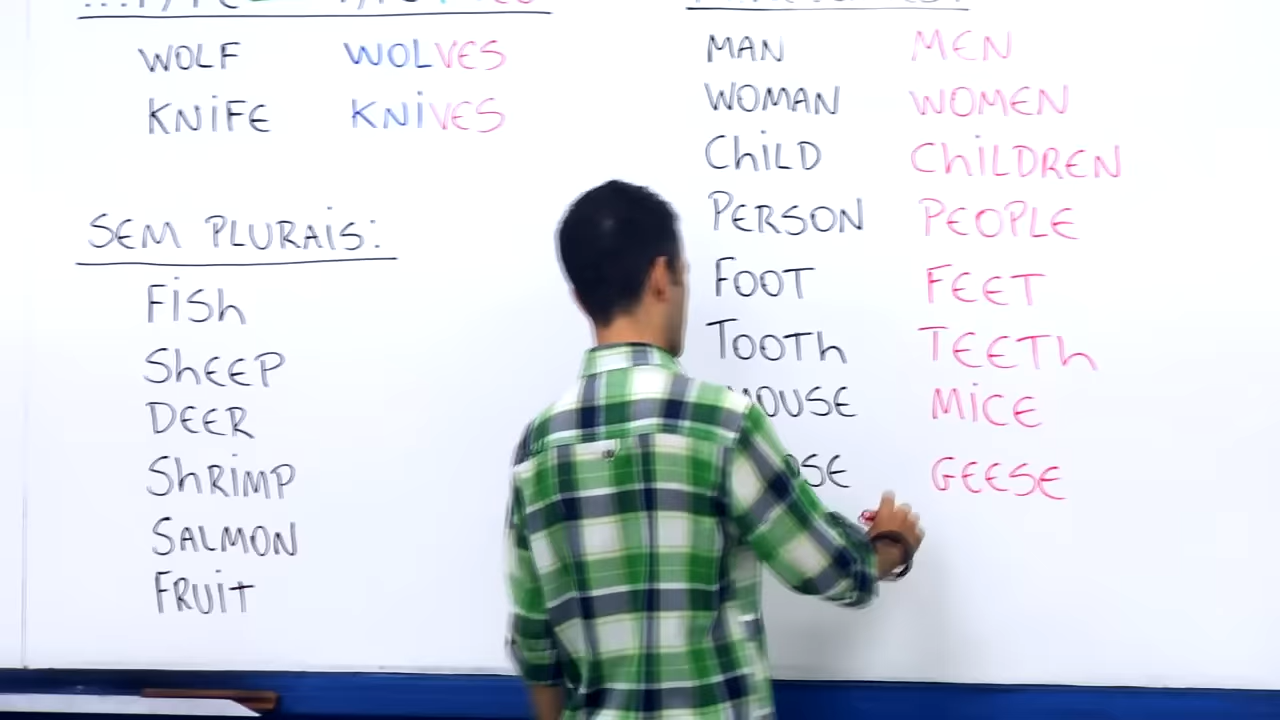 WOLF WOLVES
KNIFE KNIVES
SEM PLURAIS:
FISH
SHEEP
DEER
SHRIMP
SALMON
FRUIT
MAN MEN
WOMAN WOMEN
CHILD CHILDREN
PERSON PEOPLE
FOOT FEET
TOOTH TEETH
MOUSE MICE
GEESE